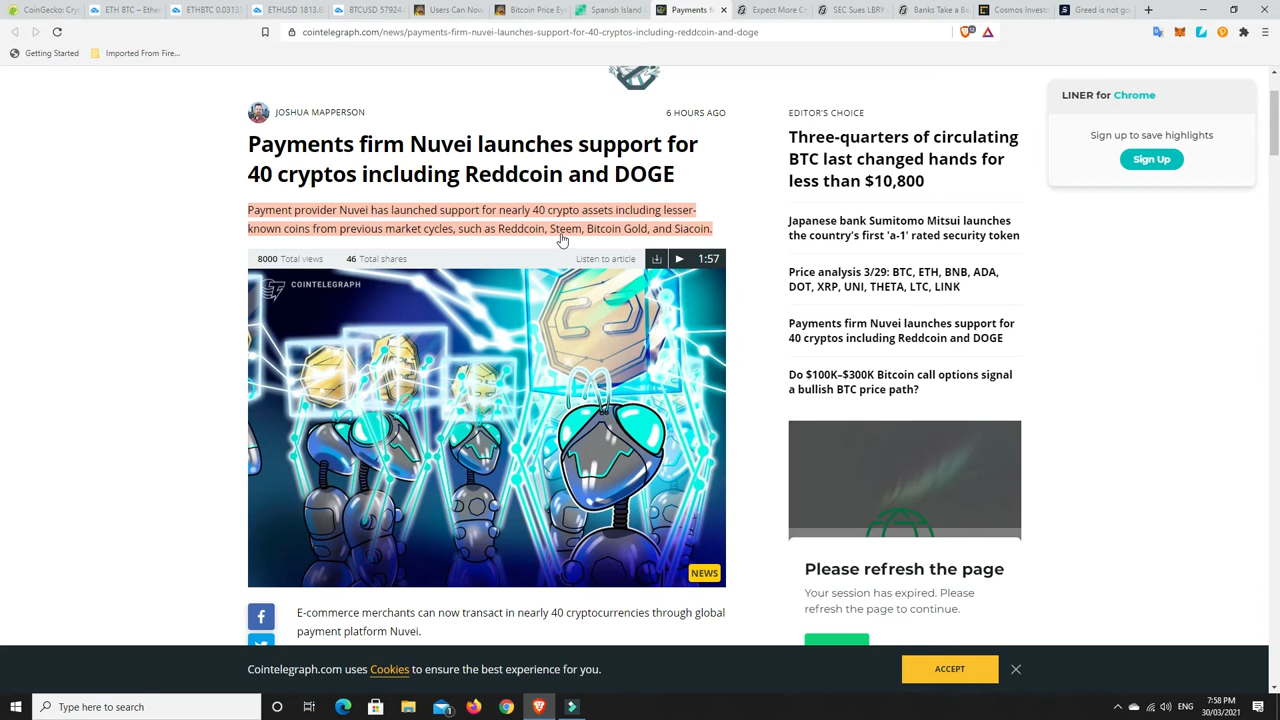 CoinGecko: Cryp
ETH BTC – Ether
ETHBTC 0.0313
ETHUSD 1813.8
BTCUSD 57924
Users Can Now
Bitcoin Price Ey
Spanish Island
Payments f
Expect More C
SEC Sues LBRY
Banks Take a B
Cosmos Invest
Greed is not go
cointelegraph.com/news/payments-firm-nuvei-launches-support-for-40-cryptos-including-reddcoin-and-doge
Getting Started
Imported From Fire...
LINER for Chrome
Sign up to save highlights
Sign Up
JOSHUA MAPPERSON
6 HOURS AGO
Payments firm Nuvei launches support for
40 cryptos including Reddcoin and DOGE
Payment provider Nuvei has launched support for nearly 40 crypto assets including lesser-
known coins from previous market cycles, such as Reddcoin, Steem, Bitcoin Gold, and Siacoin.
8000 Total views
46 Total shares
Listen to article
1:57
COINTELEGRAPH
NEWS
E-commerce merchants can now transact in nearly 40 cryptocurrencies through global
payment platform Nuvei.
EDITOR'S CHOICE
Three-quarters of circulating
BTC last changed hands for
less than $10,800
Japanese bank Sumitomo Mitsui launches
the country's first 'a-1' rated security token
Price analysis 3/29: BTC, ETH, BNB, ADA,
DOT, XRP, UNI, THETA, LTC, LINK
Payments firm Nuvei launches support for
40 cryptos including Reddcoin and DOGE
Do $100K–$300K Bitcoin call options signal
a bullish BTC price path?
Please refresh the page
Your session has expired. Please
refresh the page to continue.
Cointelegraph.com uses Cookies to ensure the best experience for you.
ACCEPT
Type here to search
ENG
7:58 PM
30/03/2021